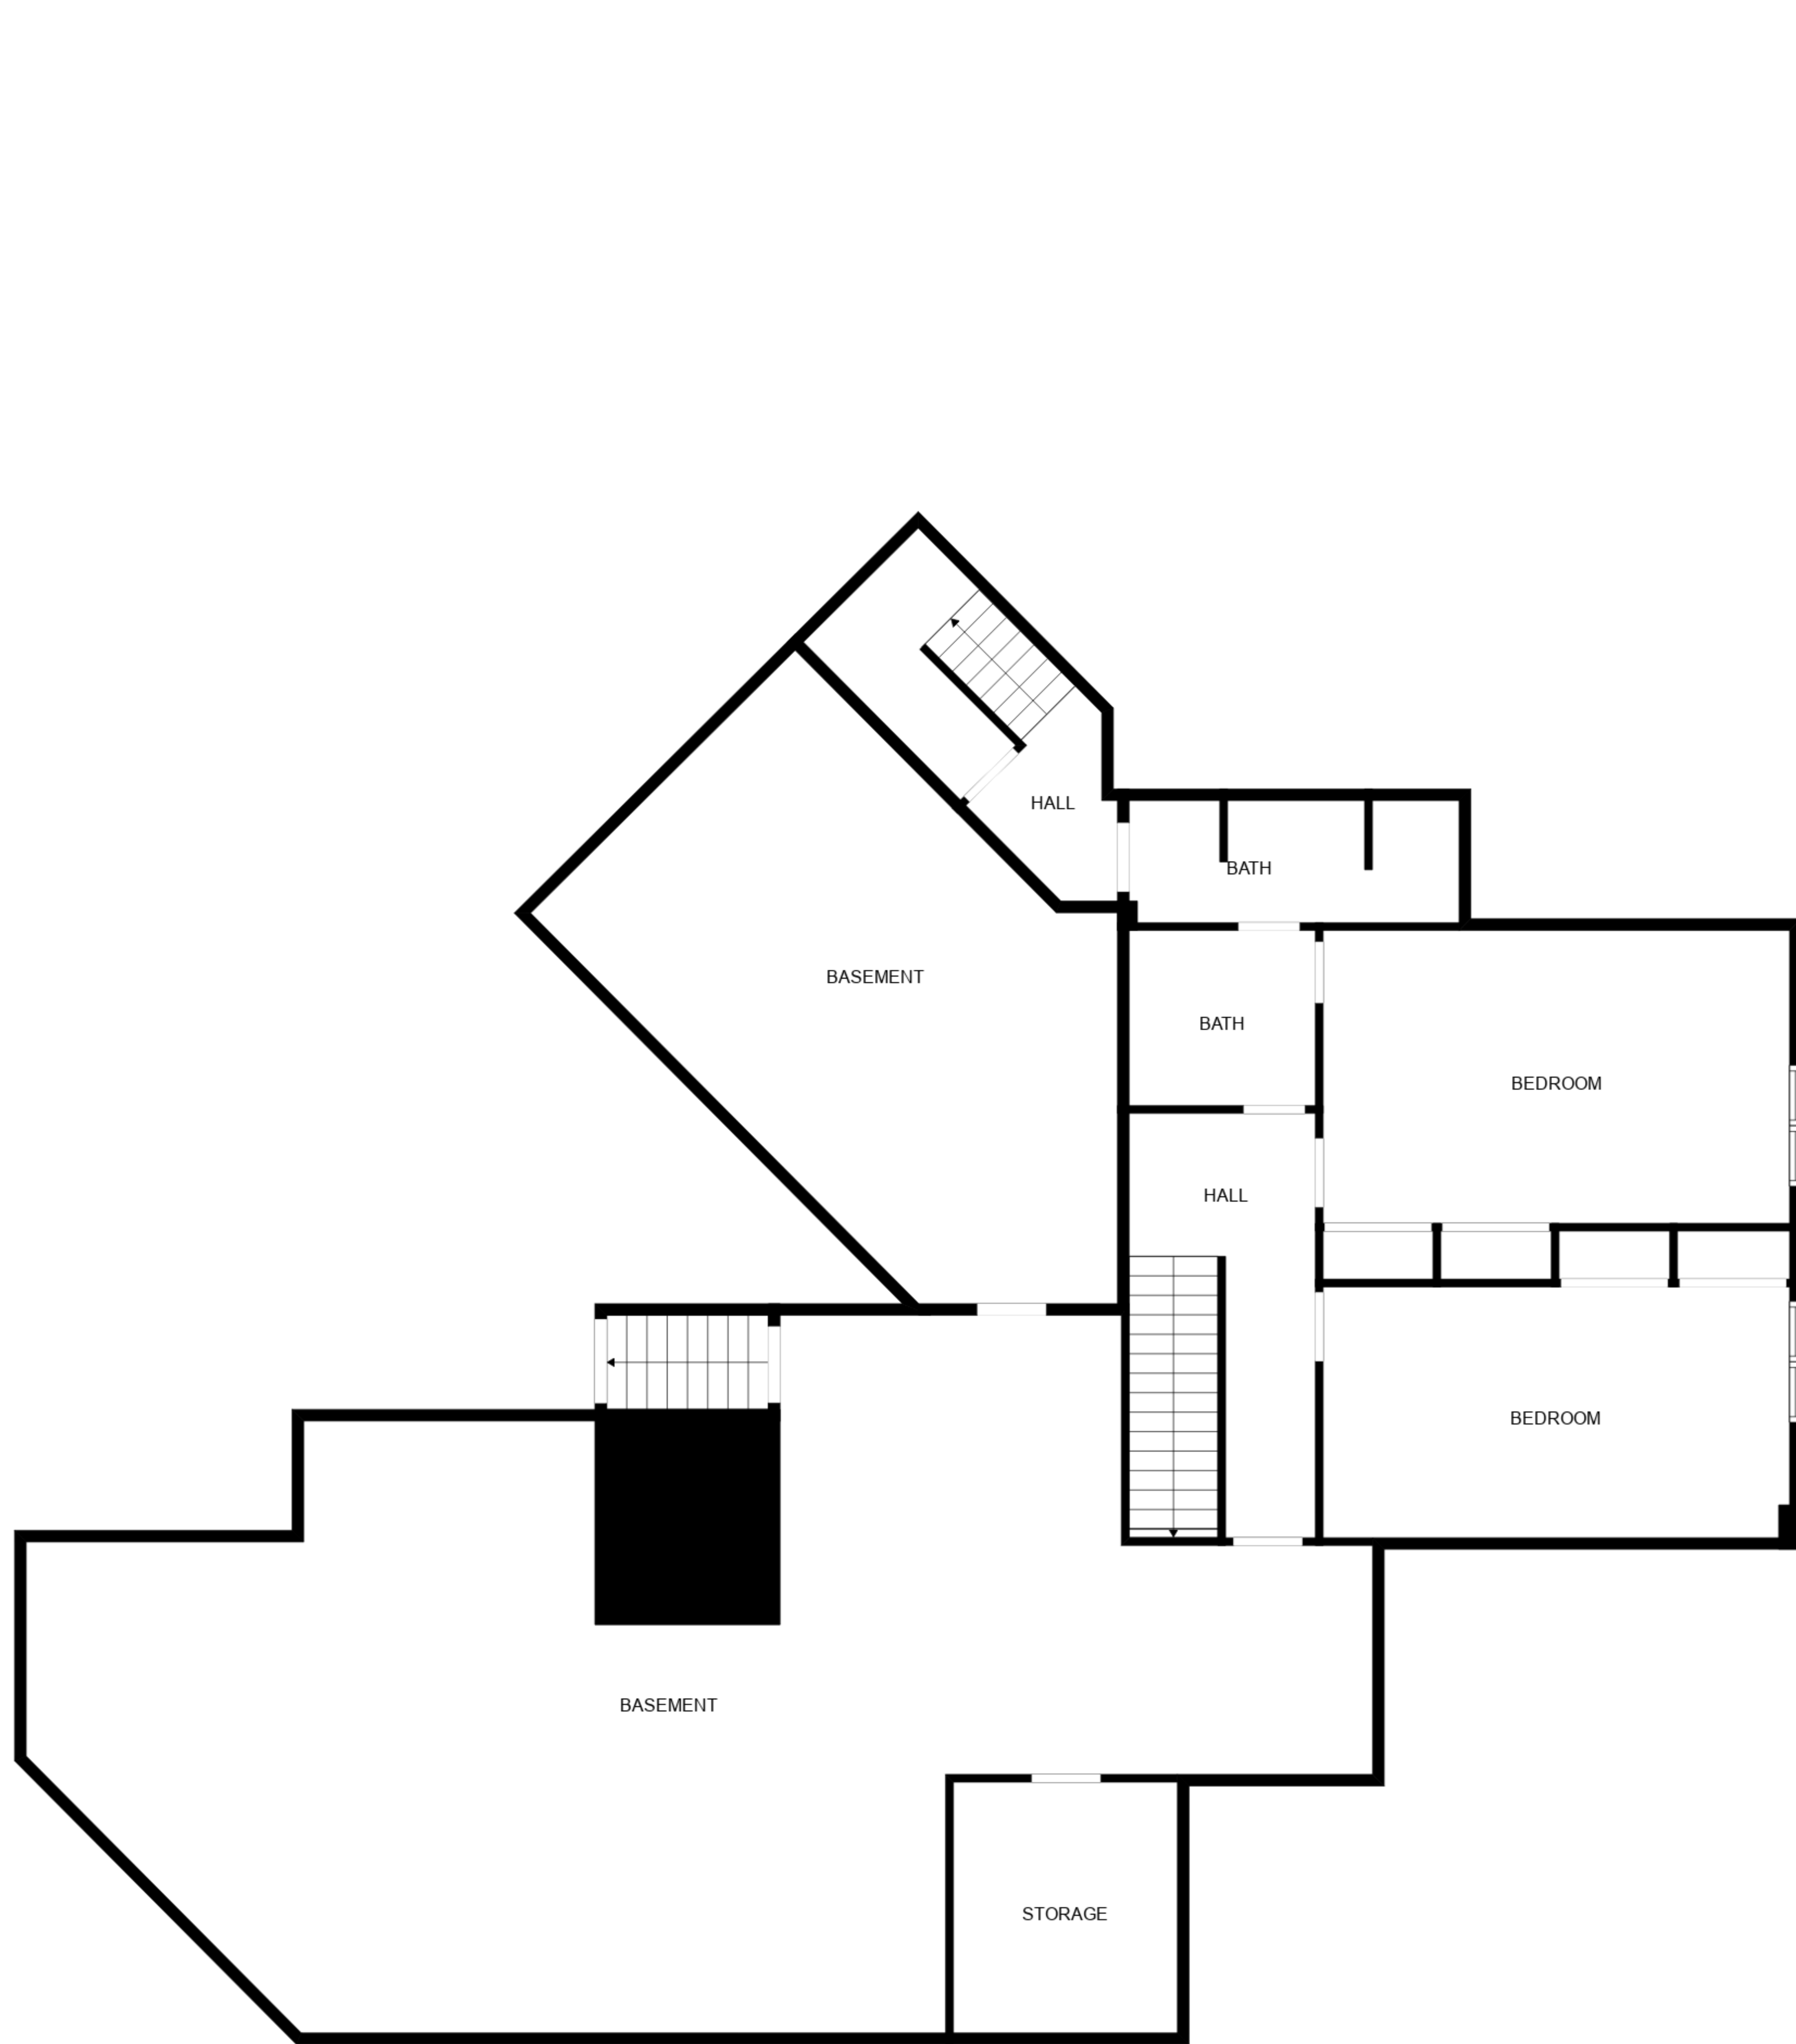 HALL
BATH
BASEMENT
BATH
BEDROOM
HALL
BEDROOM
BASEMENT
STORAGE